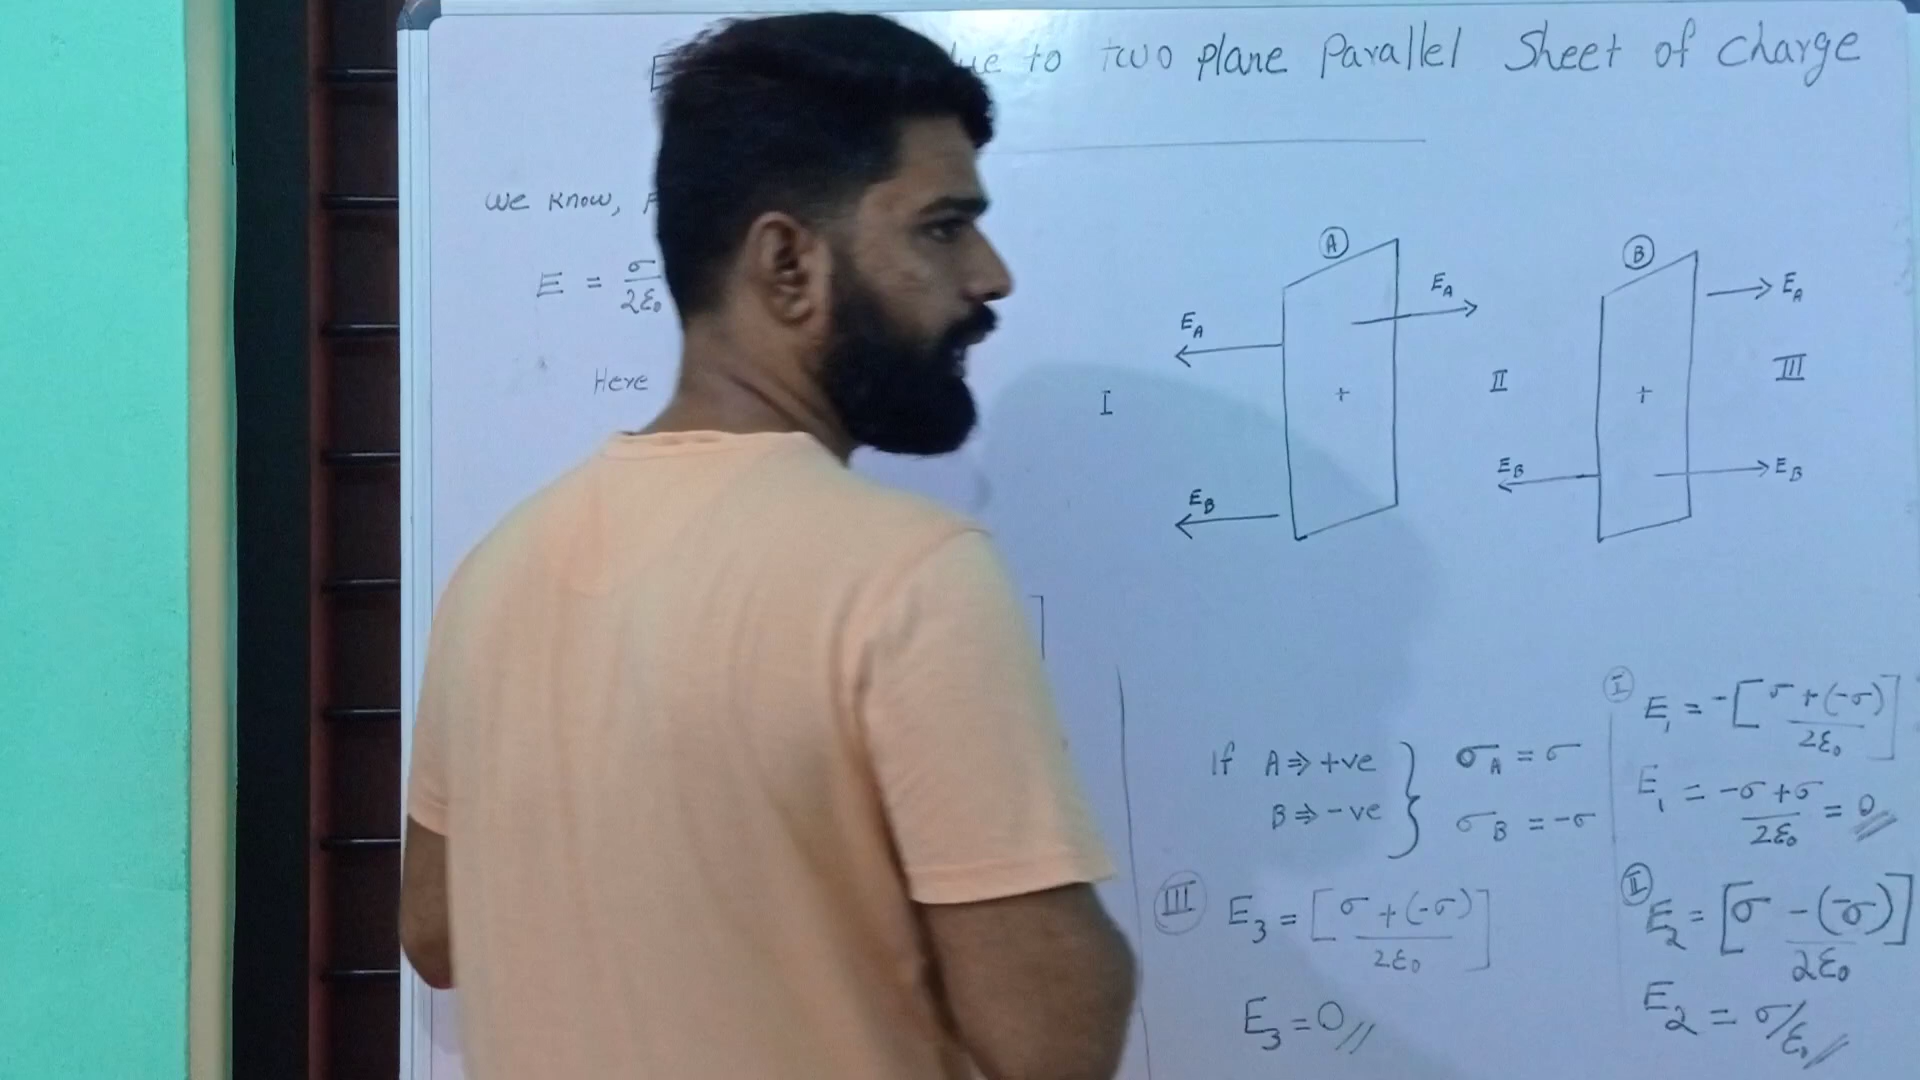 due to two plane Parallel Sheet of charge
we know,
E = σ/2ε₀
Here
A
B
E_A
E_A
E_A
I
II
III
+
+
E_B
E_B
E_B
If A ⇒ +ve
B ⇒ -ve
} σ_A = σ
σ_B = -σ
I E₁ = -[σ + (-σ)/2ε₀]
E₁ = -σ+σ/2ε₀ = 0//
II E₂ = [σ - (-σ)/2ε₀]
E₂ = σ/ε₀//
III E₃ = [σ + (-σ)/2ε₀]
E₃ = 0//